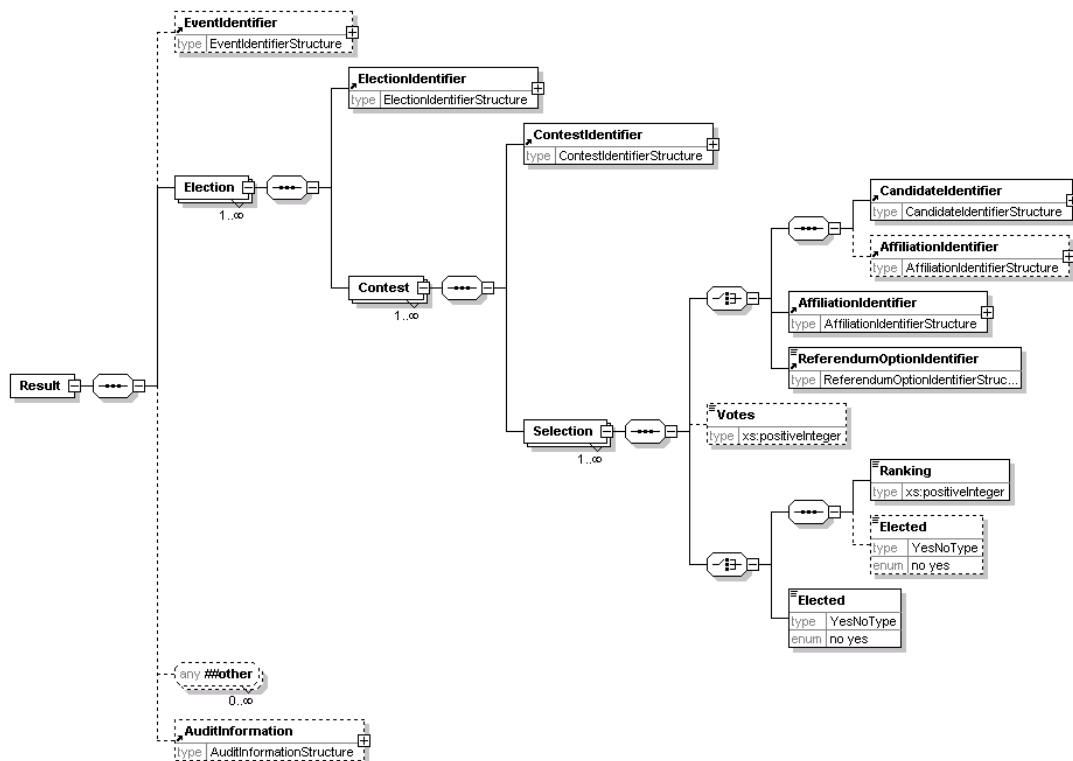 EventIdentifier
type EventIdentifierStructure
ElectionIdentifier
type ElectionIdentifierStructure
ContestIdentifier
type ContestIdentifierStructure
Election
1..∞
CandidateIdentifier
type CandidateIdentifierStructure
AffiliationIdentifier
type AffiliationIdentifierStructure
Contest
1..∞
AffiliationIdentifier
type AffiliationIdentifierStructure
ReferendumOptionIdentifier
type ReferendumOptionIdentifierStruc...
Result
Votes
type xs:positiveInteger
Selection
1..∞
Ranking
type xs:positiveInteger
Elected
type YesNoType
enum no yes
Elected
type YesNoType
enum no yes
any ##other
0..∞
AuditInformation
type AuditInformationStructure